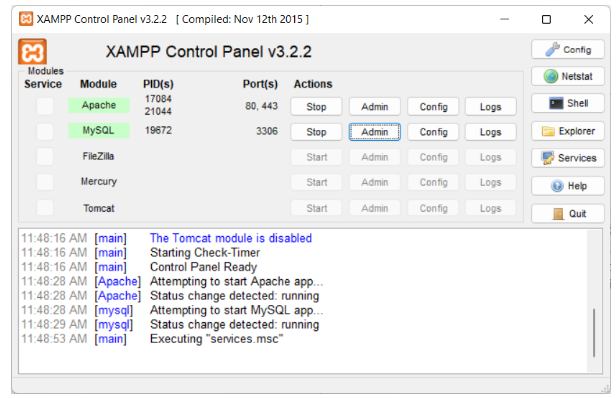 XAMPP Control Panel v3.2.2 [ Compiled: Nov 12th 2015 ]
XAMPP Control Panel v3.2.2
Config
Modules
Service Module PID(s) Port(s) Actions
Netstat
Apache 17084 21044 80, 443 Stop Admin Config Logs
Shell
MySQL 19672 3306 Stop Admin Config Logs
Explorer
FileZilla Start Admin Config Logs
Services
Mercury Start Admin Config Logs
Help
Tomcat Start Admin Config Logs
Quit
11:48:16 AM [main] The Tomcat module is disabled
11:48:16 AM [main] Starting Check-Timer
11:48:16 AM [main] Control Panel Ready
11:48:28 AM [Apache] Attempting to start Apache app...
11:48:28 AM [Apache] Status change detected: running
11:48:28 AM [mysql] Attempting to start MySQL app...
11:48:29 AM [mysql] Status change detected: running
11:48:53 AM [main] Executing "services.msc"